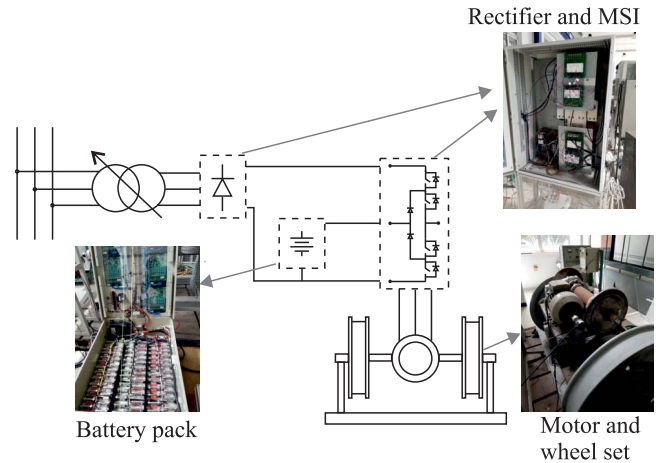 Rectifier and MSI
Battery pack
Motor and
wheel set